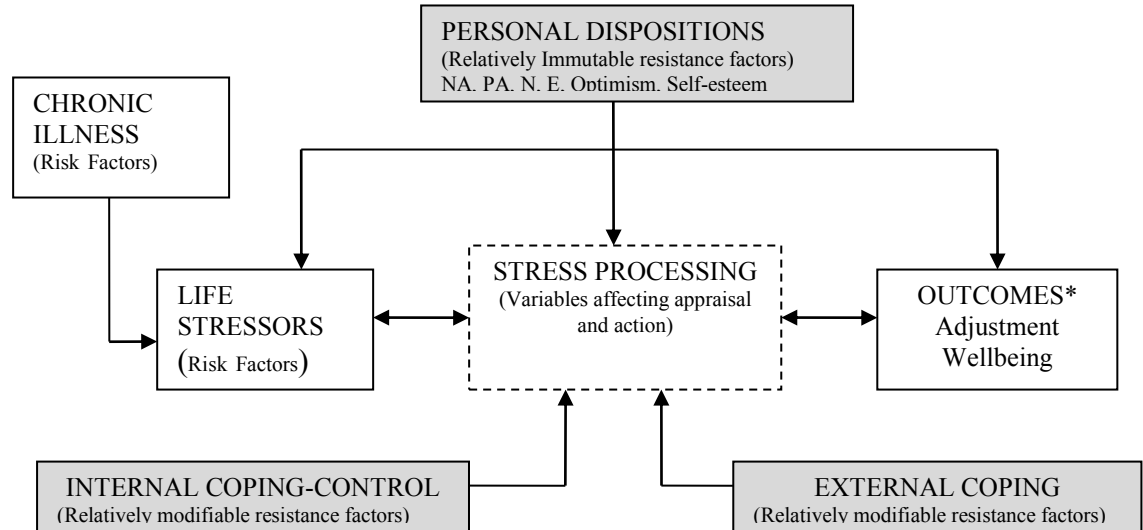 PERSONAL DISPOSITIONS
(Relatively Immutable resistance factors)
NA, PA, N, E, Optimism, Self-esteem
CHRONIC
ILLNESS
(Risk Factors)
LIFE
STRESSORS
(Risk Factors)
STRESS PROCESSING
(Variables affecting appraisal
and action)
OUTCOMES*
Adjustment
Wellbeing
INTERNAL COPING-CONTROL
(Relatively modifiable resistance factors)
EXTERNAL COPING
(Relatively modifiable resistance factors)